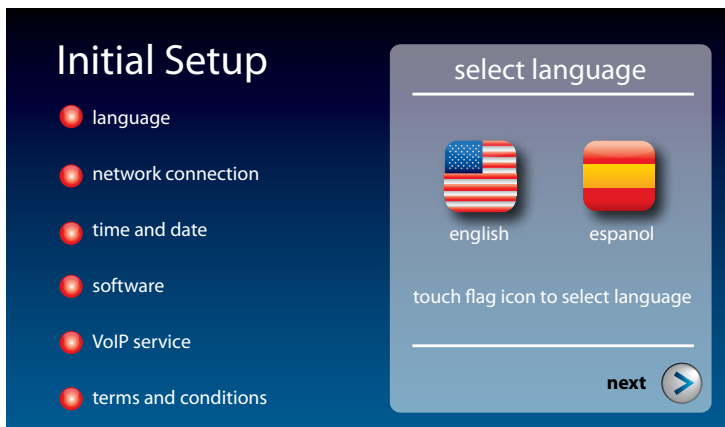 Initial Setup
language
network connection
time and date
software
VoIP service
terms and conditions
select language
english
espanol
touch flag icon to select language
next